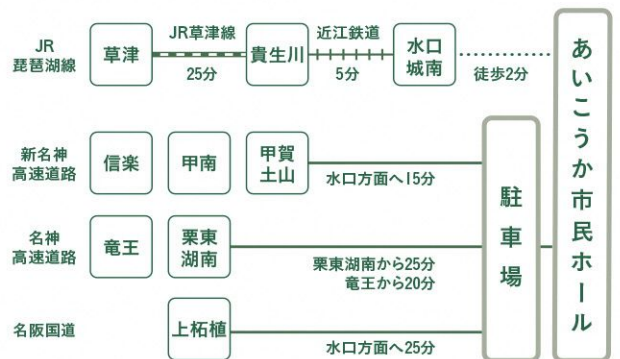 JR
琵琶湖線
草津
JR草津線
25分
貴生川
近江鉄道
5分
水口
城南
徒歩2分
あいこうか市民ホール
新名神
高速道路
信楽
甲南
甲賀
土山
水口方面へ15分
駐車場
名神
高速道路
竜王
栗東
湖南
栗東湖南から25分
竜王から20分
名阪国道
上柘植
水口方面へ25分